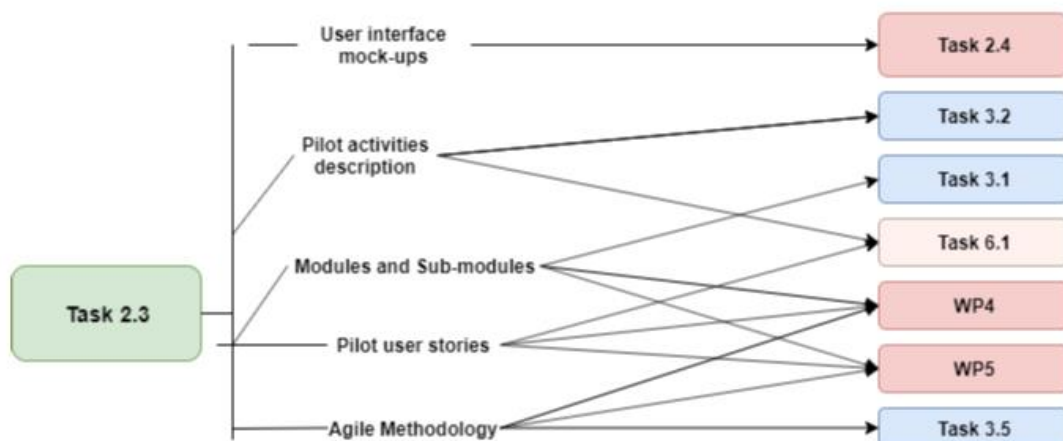 User interface
mock-ups
Task 2.4
Task 3.2
Pilot activities
description
Task 3.1
Task 6.1
Modules and Sub-modules
Task 2.3
WP4
Pilot user stories
WP5
Agile Methodology
Task 3.5